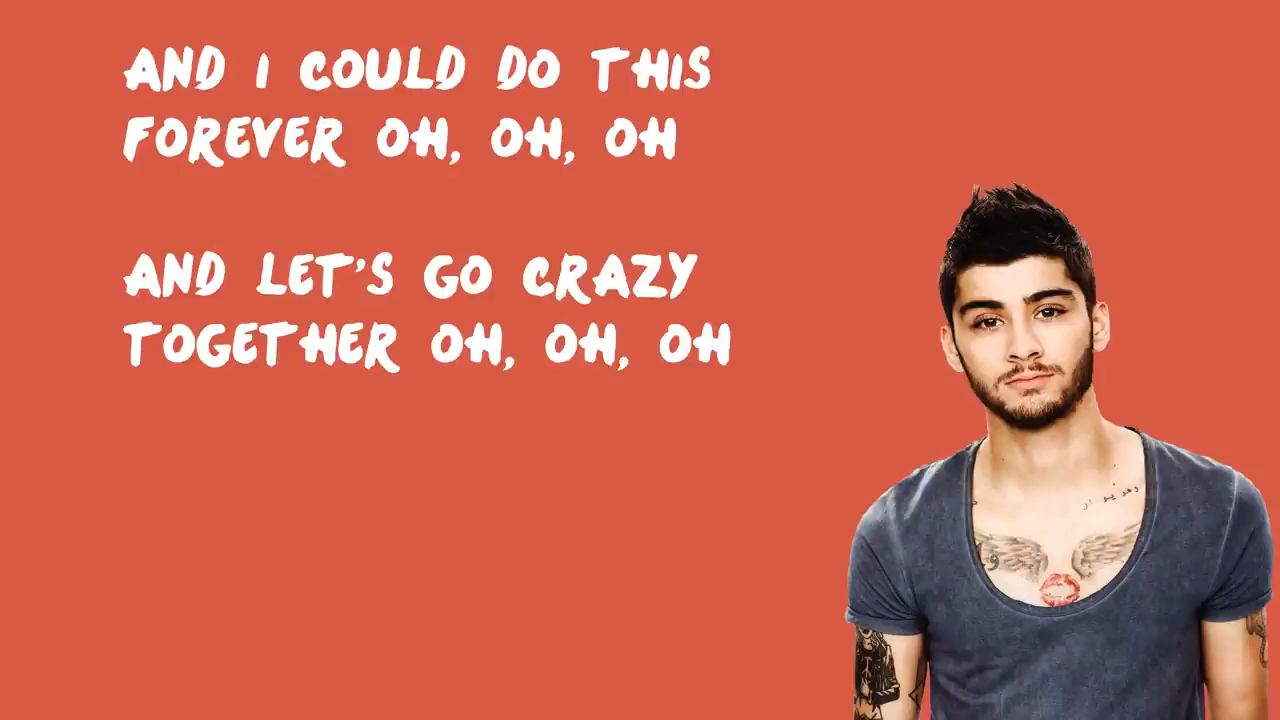 AND I COULD DO THIS
FOREVER OH, OH, OH
AND LET'S GO CRAZY
TOGETHER OH, OH, OH